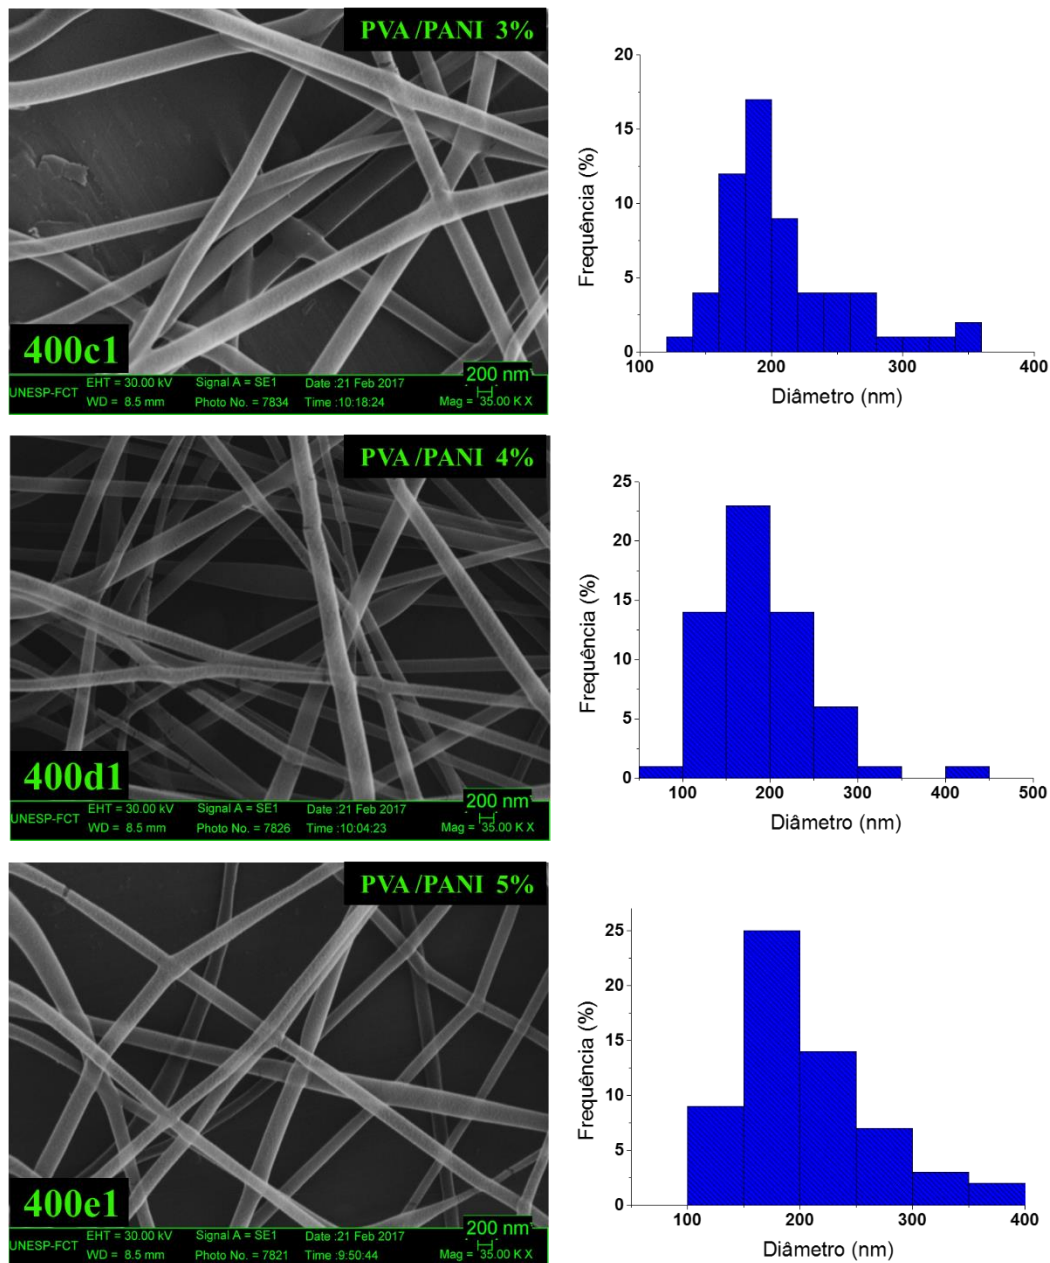 PVA /PANI 3%
400c1
200 nm
UNESP-FCT
EHT = 30.00 kV Signal A = SE1 Date :21 Feb 2017
WD = 8.5 mm Photo No. = 7834 Time :10:18:24 Mag = 35.00 K X
20
15
10
5
0
Frequência (%)
100 200 300 400
Diâmetro (nm)
PVA /PANI 4%
400d1
200 nm
UNESP-FCT
EHT = 30.00 kV Signal A = SE1 Date :21 Feb 2017
WD = 8.5 mm Photo No. = 7826 Time :10:04:23 Mag = 35.00 K X
25
20
15
10
5
0
Frequência (%)
100 200 300 400 500
Diâmetro (nm)
PVA /PANI 5%
400e1
200 nm
UNESP-FCT
EHT = 30.00 kV Signal A = SE1 Date :21 Feb 2017
WD = 8.5 mm Photo No. = 7821 Time :9:50:44 Mag = 35.00 K X
25
20
15
10
5
0
Frequência (%)
100 200 300 400
Diâmetro (nm)